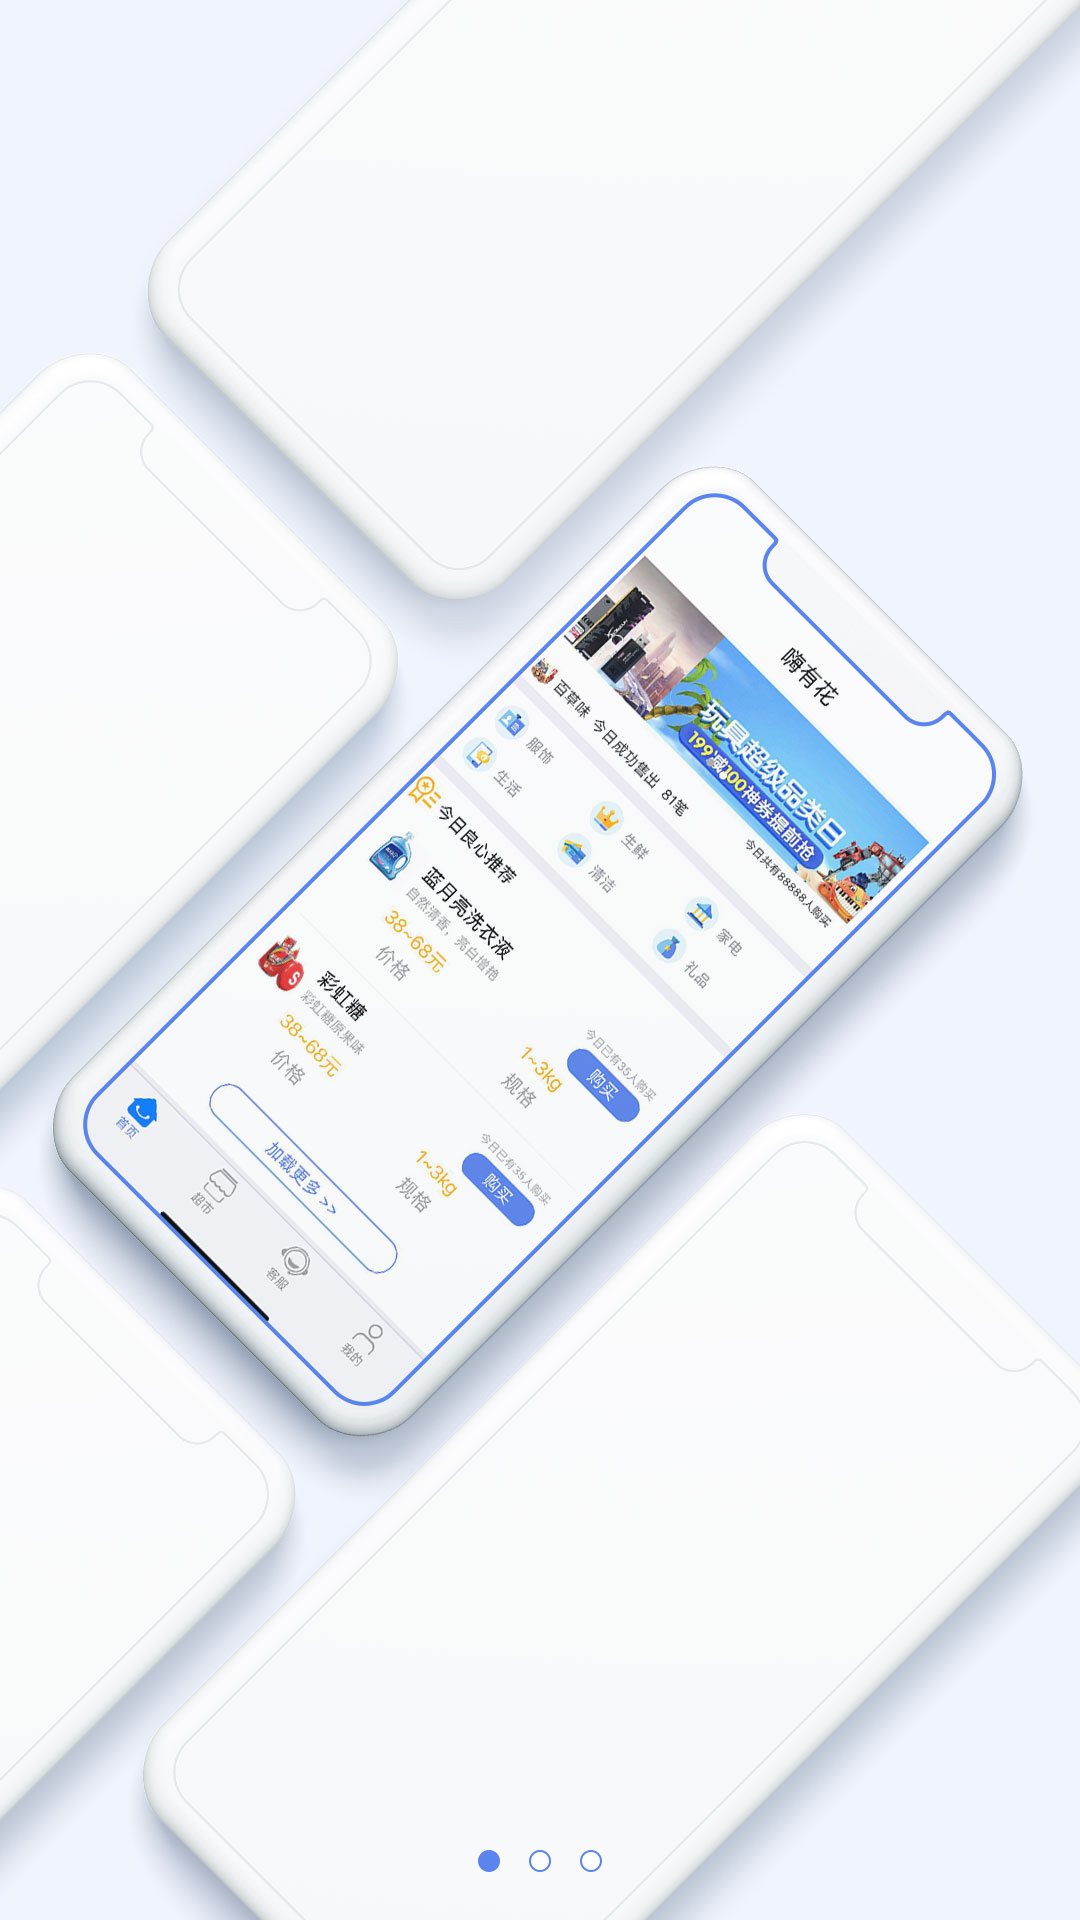 嗨有花
玩具超级品类日
199减100神券提前抢
百草味 今日成功售出 81笔
今日共有88888人购买
服饰
生鲜
家电
生活
清洁
礼品
今日良心推荐
蓝月亮洗衣液
自然清香，亮白增艳
38~68元
价格
1~3kg
规格
今日已有35人购买
购买
彩虹糖
彩虹糖原果味
38~68元
价格
1~3kg
规格
今日已有35人购买
购买
加载更多 >>
首页
超市
客服
我的